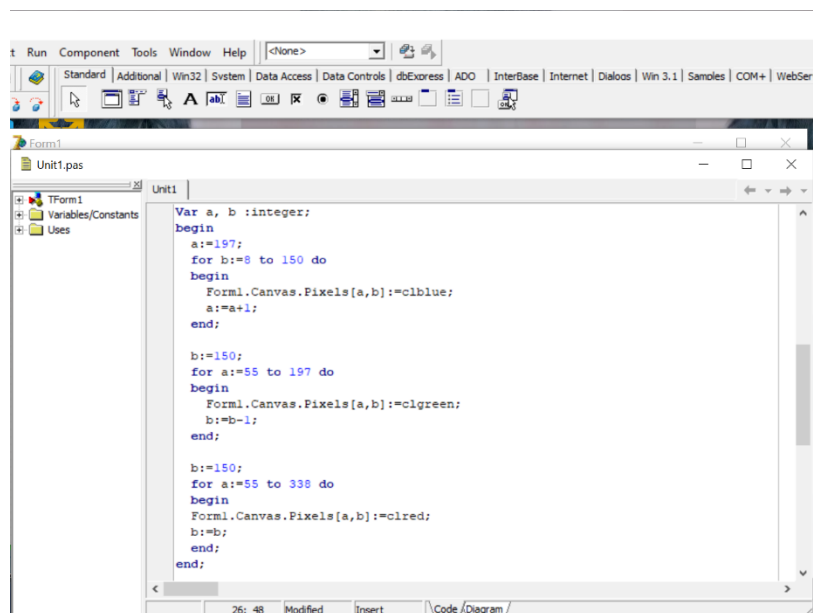 t Run Component Tools Window Help <None>
Standard Additional Win32 System Data Access Data Controls dbExpress ADO InterBase Internet Dialogs Win 3.1 Samples COM+ WebSer
A ab| OK
Form1
Unit1.pas
Unit1
TForm1
Variables/Constants
Uses
Var a, b :integer;
begin
a:=197;
for b:=8 to 150 do
begin
Form1.Canvas.Pixels[a,b]:=clblue;
a:=a+1;
end;
b:=150;
for a:=55 to 197 do
begin
Form1.Canvas.Pixels[a,b]:=clgreen;
b:=b-1;
end;
b:=150;
for a:=55 to 338 do
begin
Form1.Canvas.Pixels[a,b]:=clred;
b:=b;
end;
end;
26: 48 Modified Insert Code Diagram